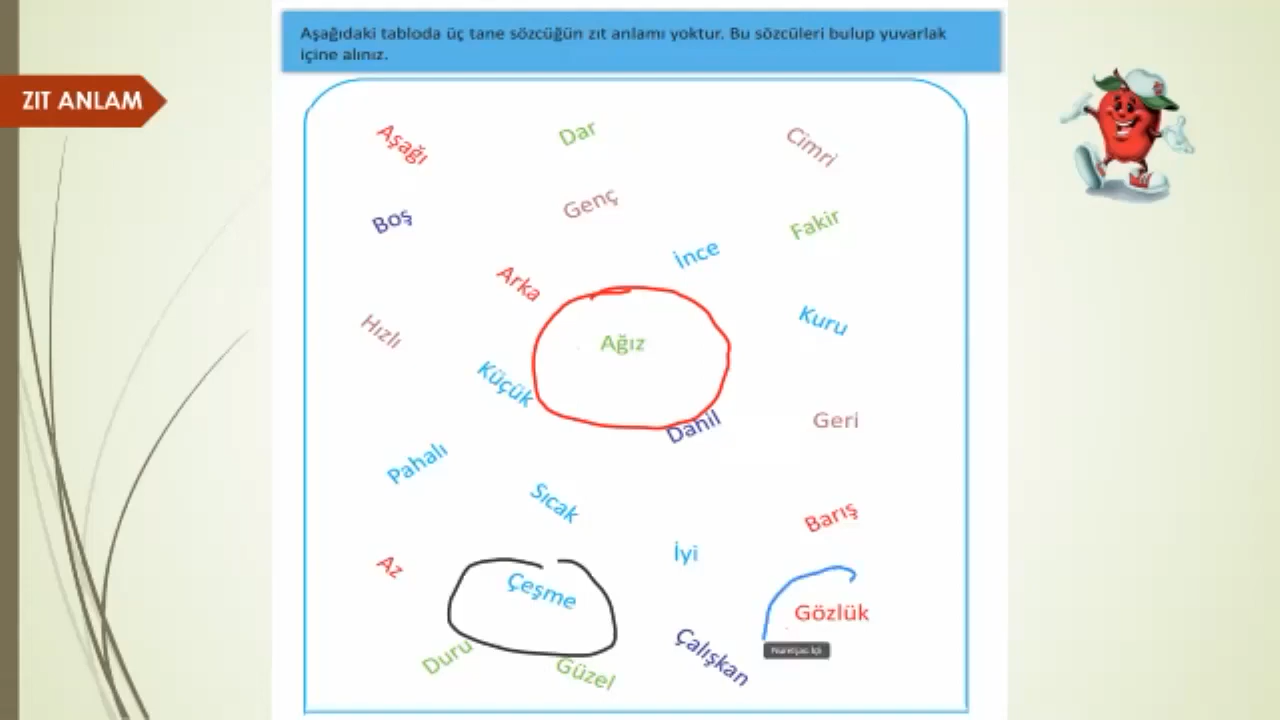 Aşağıdaki tabloda üç tane sözcüğün zıt anlamı yoktur. Bu sözcüleri bulup yuvarlak
içine alınız.
ZIT ANLAM
Aşağı
Dar
Cimri
Boş
Genç
Fakir
İnce
Arka
Hızlı
Ağız
Kuru
Küçük
Dahil
Geri
Pahalı
Sıcak
Barış
Az
Çeşme
İyi
Gözlük
Duru
Güzel
Çalışkan